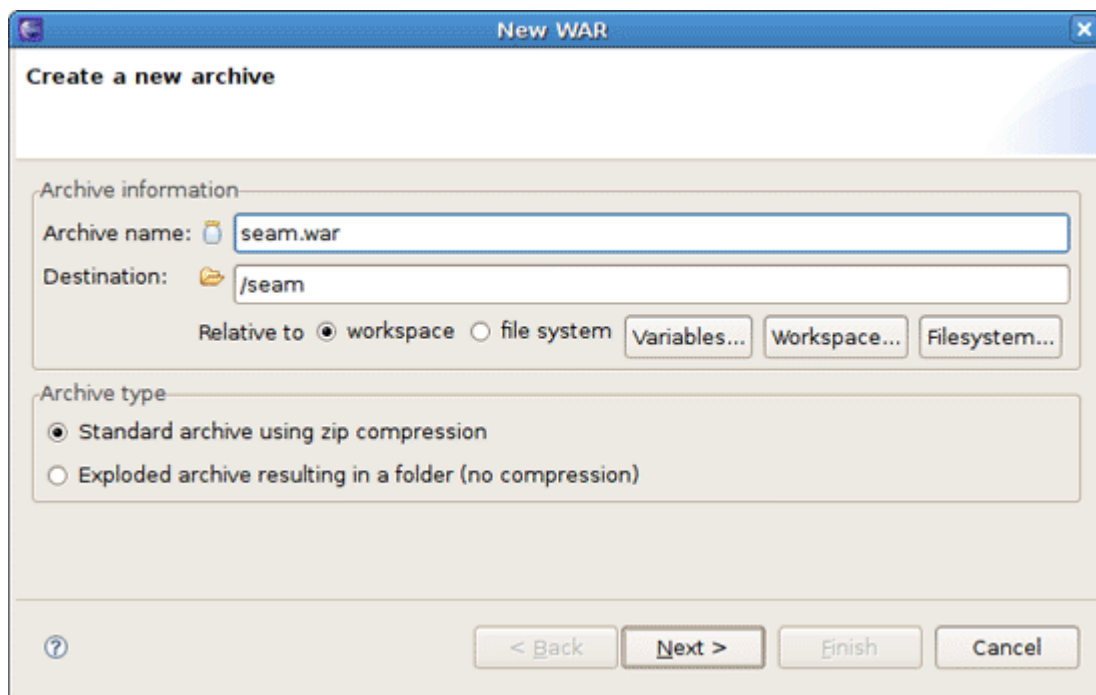 New WAR
Create a new archive
Archive information
Archive name: seam.war
Destination: /seam
Relative to workspace file system Variables... Workspace... Filesystem...
Archive type
Standard archive using zip compression
Exploded archive resulting in a folder (no compression)
? < Back Next > Finish Cancel